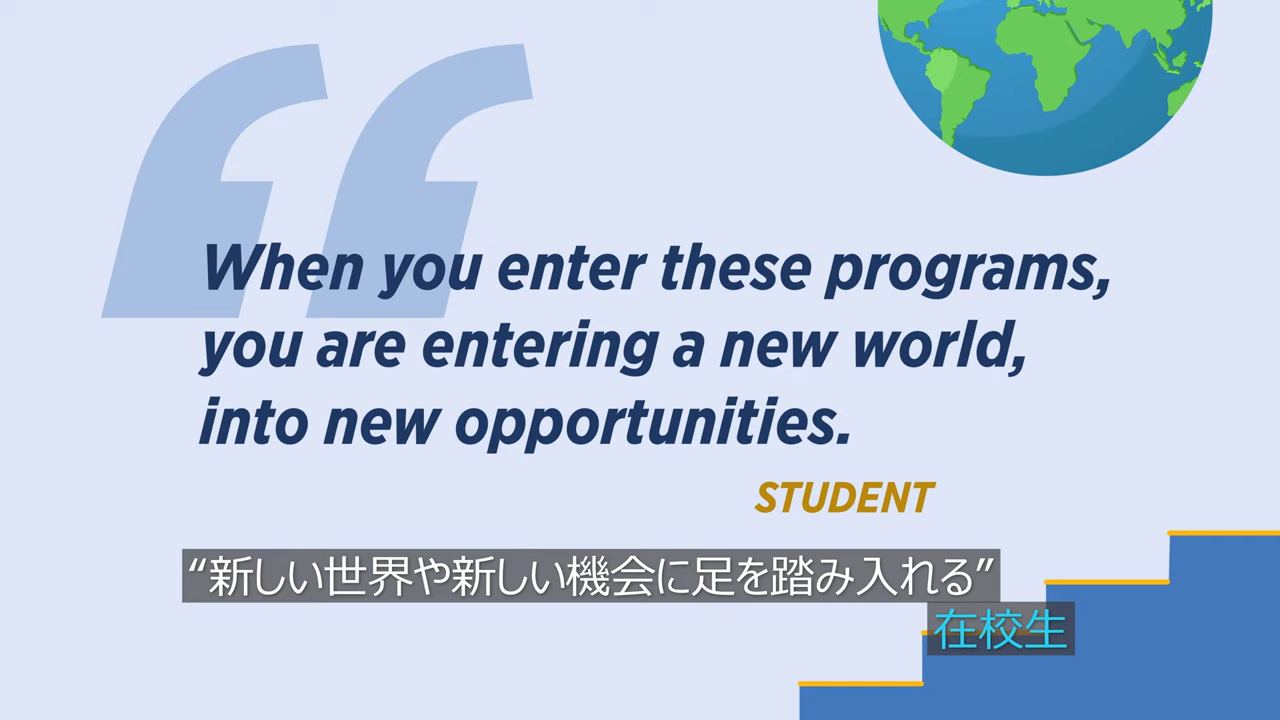 When you enter these programs,
you are entering a new world,
into new opportunities.
STUDENT
“新しい世界や新しい機会に足を踏み入れる”
在校生